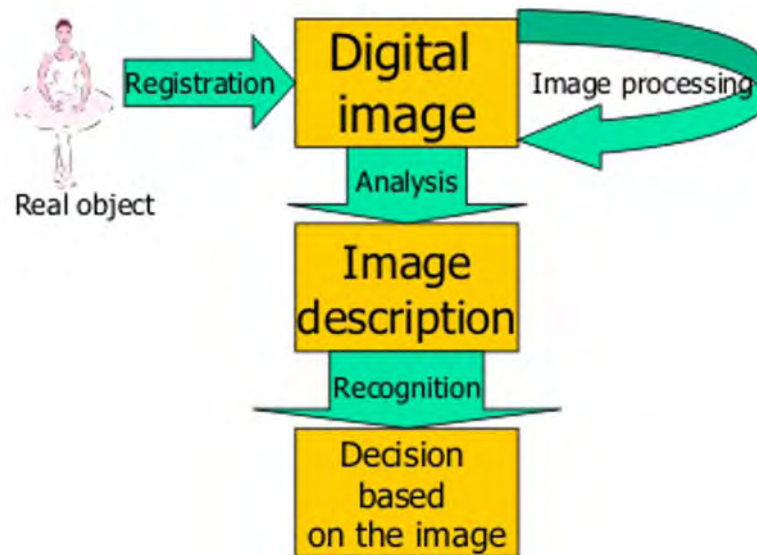 Digital
image
Registration
Image processing
Real object
Analysis
Image
description
Recognition
Decision
based
on the image